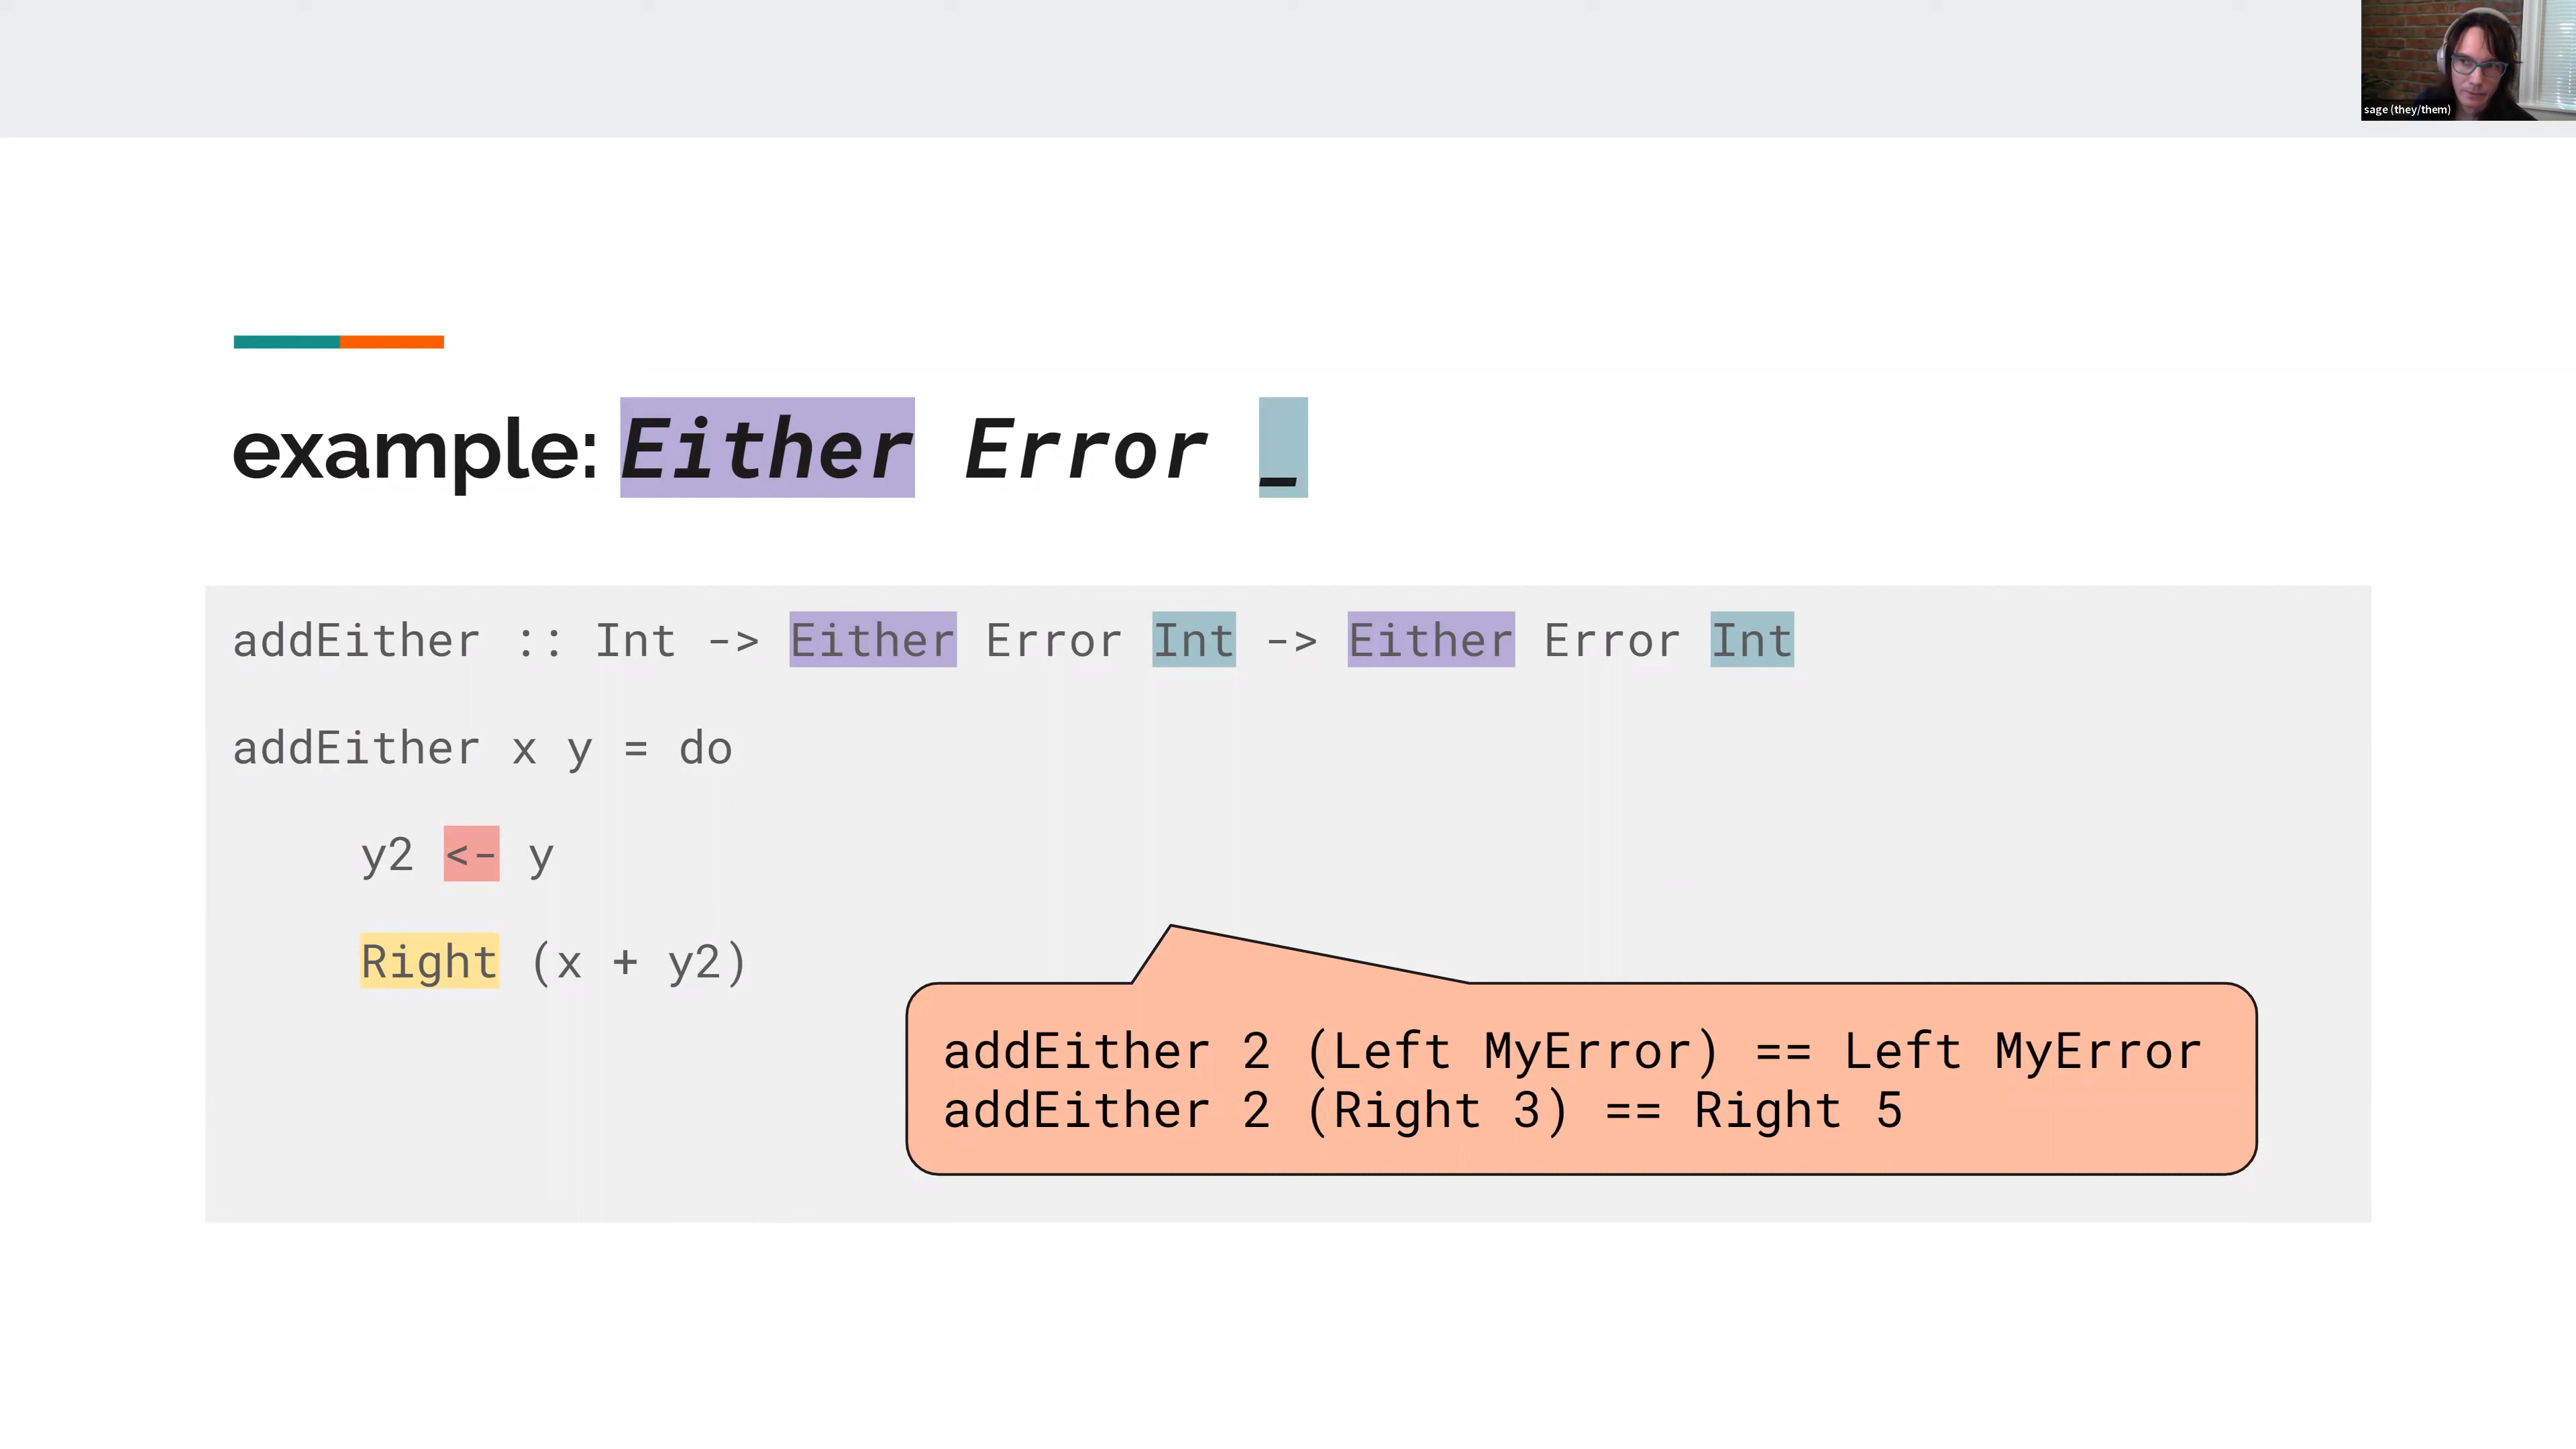 sage (they/them)
example: Either Error _
addEither :: Int -> Either Error Int -> Either Error Int
addEither x y = do
y2 <- y
Right (x + y2)
addEither 2 (Left MyError) == Left MyError
addEither 2 (Right 3) == Right 5